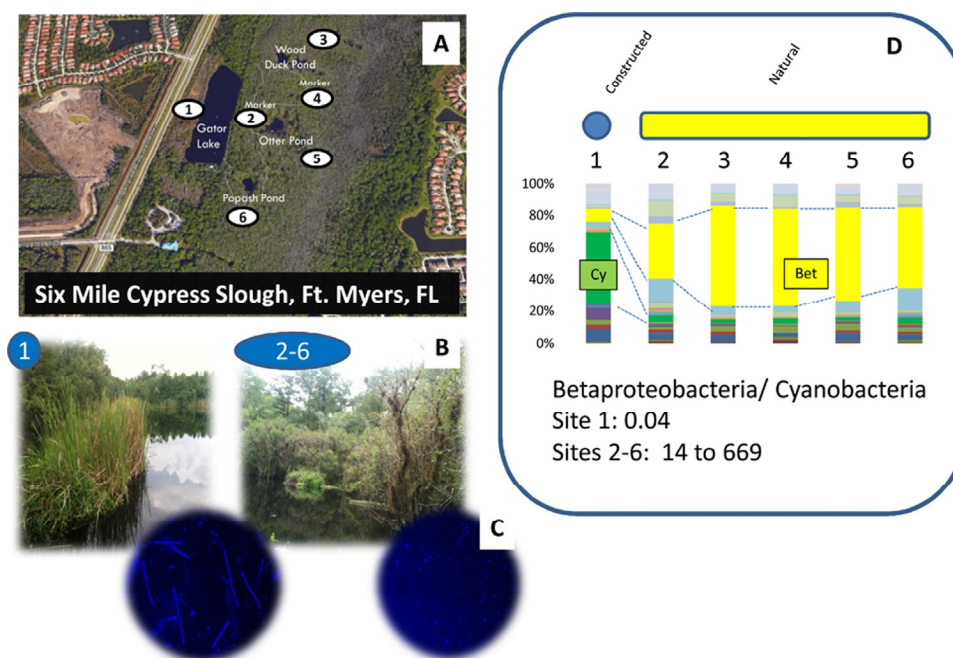 A
3
Wood
Duck Pond
Marker
4
1
Marker
2
Gator
Lake
Otter Pond
5
Papash Pond
6
865
Six Mile Cypress Slough, Ft. Myers, FL
1
2-6
B
C
D
Constructed
Natural
1 2 3 4 5 6
100%
80%
60%
40%
20%
0%
Cy
Bet
Betaproteobacteria/ Cyanobacteria
Site 1: 0.04
Sites 2-6: 14 to 669